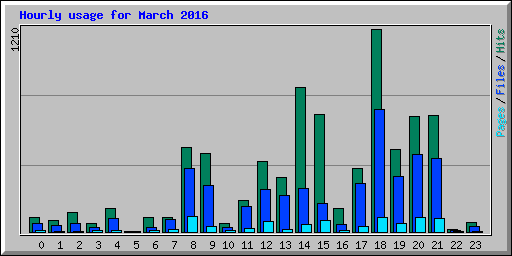 Hourly usage for March 2016
1210
Pages/Files/Hits
0 1 2 3 4 5 6 7 8 9 10 11 12 13 14 15 16 17 18 19 20 21 22 23